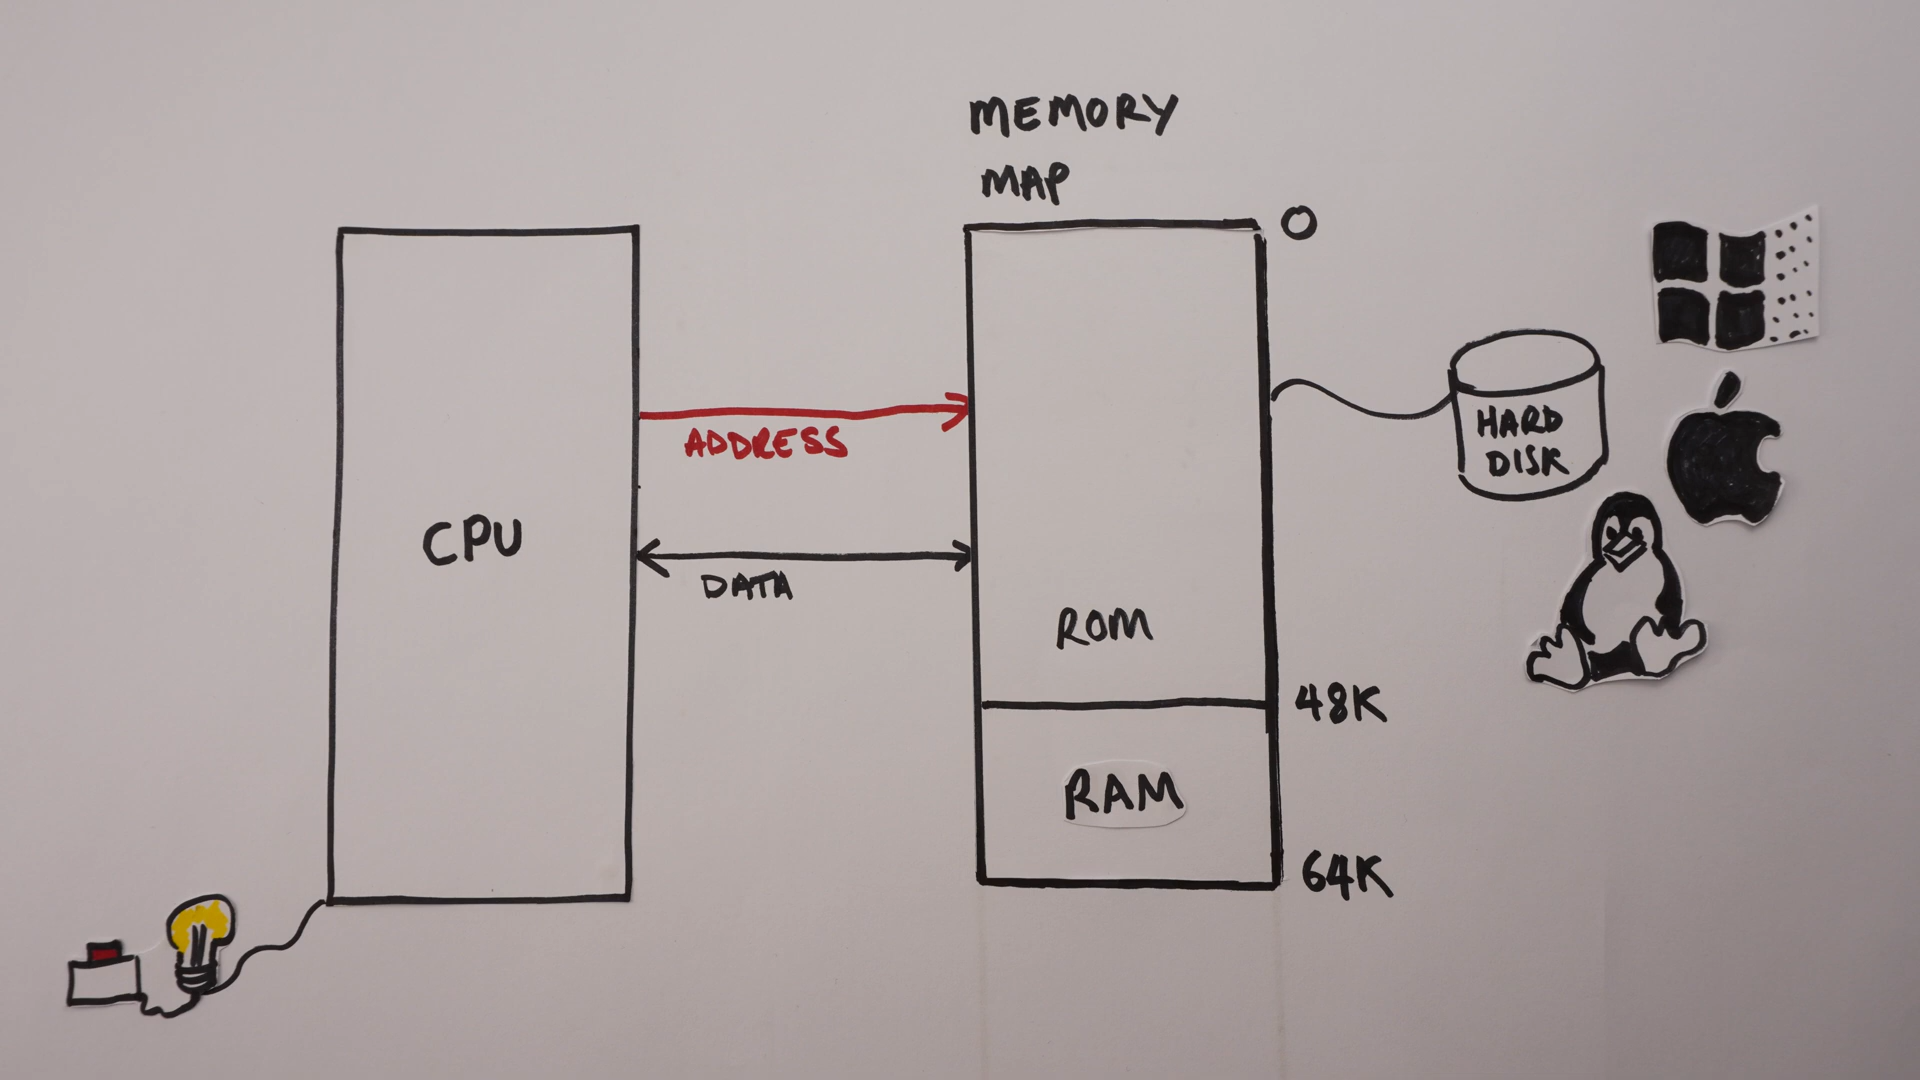 MEMORY
MAP
0
ADDRESS
HARD
DISK
CPU
DATA
ROM
48K
RAM
64K